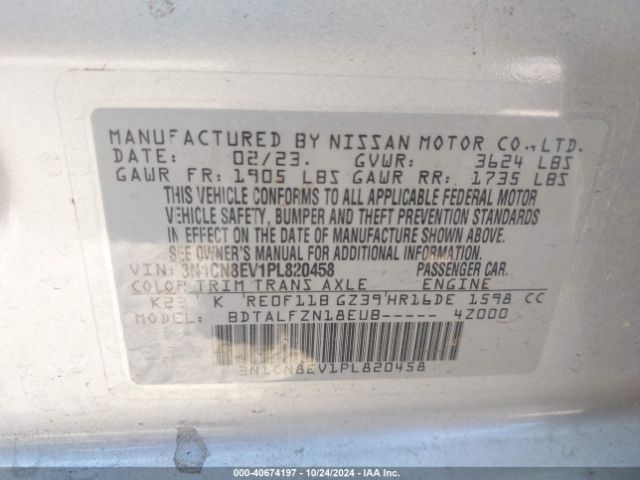 MANUFACTURED BY NISSAN MOTOR CO.,LTD.
DATE: 02/23. GVWR: 3624 LBS
GAWR FR: 1905 LBS GAWR RR: 1735 LBS
THIS VEHICLE CONFORMS TO ALL APPLICABLE FEDERAL MOTOR
VEHICLE SAFETY, BUMPER AND THEFT PREVENTION STANDARDS
IN EFFECT ON THE DATE OF MANUFACTURE SHOWN ABOVE.
SEE OWNER'S MANUAL FOR ADDITIONAL INFORMATION.
VIN: 3N1CN8EV1PL820458 PASSENGER CAR.
COLOR TRIM TRANS AXLE ENGINE
K23 K RE0F11B GZ39 HR16DE 1598 CC
MODEL: BDTALFZN18EUB----- 4Z000
3N1CN8EV1PL820458
WWW.IAAI.COM 40674197 - 10/24/2024 - IAA Inc.